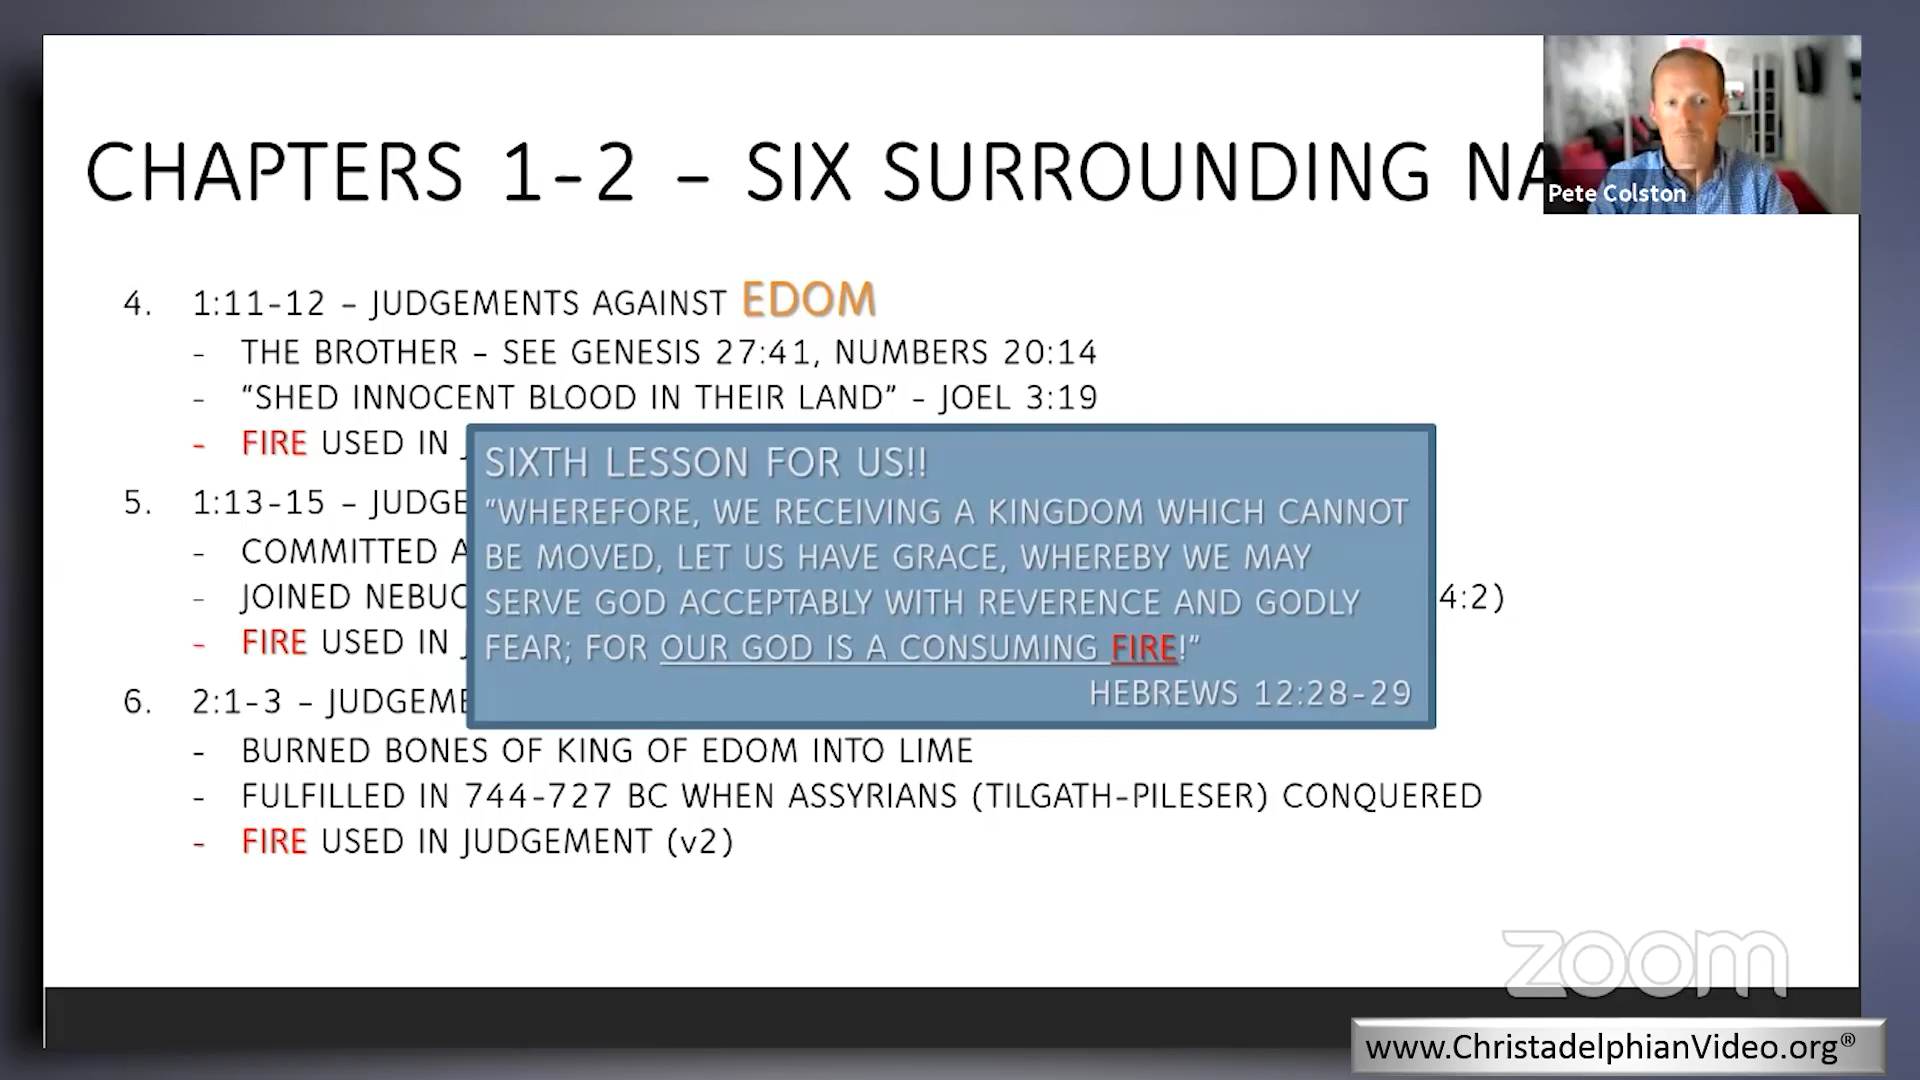 CHAPTERS 1-2 – SIX SURROUNDING NA
Pete Colston
4. 1:11-12 – JUDGEMENTS AGAINST EDOM
- THE BROTHER – SEE GENESIS 27:41, NUMBERS 20:14
- “SHED INNOCENT BLOOD IN THEIR LAND” - JOEL 3:19
- FIRE USED IN
5. 1:13-15 – JUDGE
- COMMITTED A
- JOINED NEBUC 4:2)
- FIRE USED IN
6. 2:1-3 – JUDGEME
- BURNED BONES OF KING OF EDOM INTO LIME
- FULFILLED IN 744-727 BC WHEN ASSYRIANS (TILGATH-PILESER) CONQUERED
- FIRE USED IN JUDGEMENT (v2)
SIXTH LESSON FOR US!!
“WHEREFORE, WE RECEIVING A KINGDOM WHICH CANNOT
BE MOVED, LET US HAVE GRACE, WHEREBY WE MAY
SERVE GOD ACCEPTABLY WITH REVERENCE AND GODLY
FEAR; FOR OUR GOD IS A CONSUMING FIRE!”
HEBREWS 12:28-29
zoom
www.ChristadelphianVideo.org®